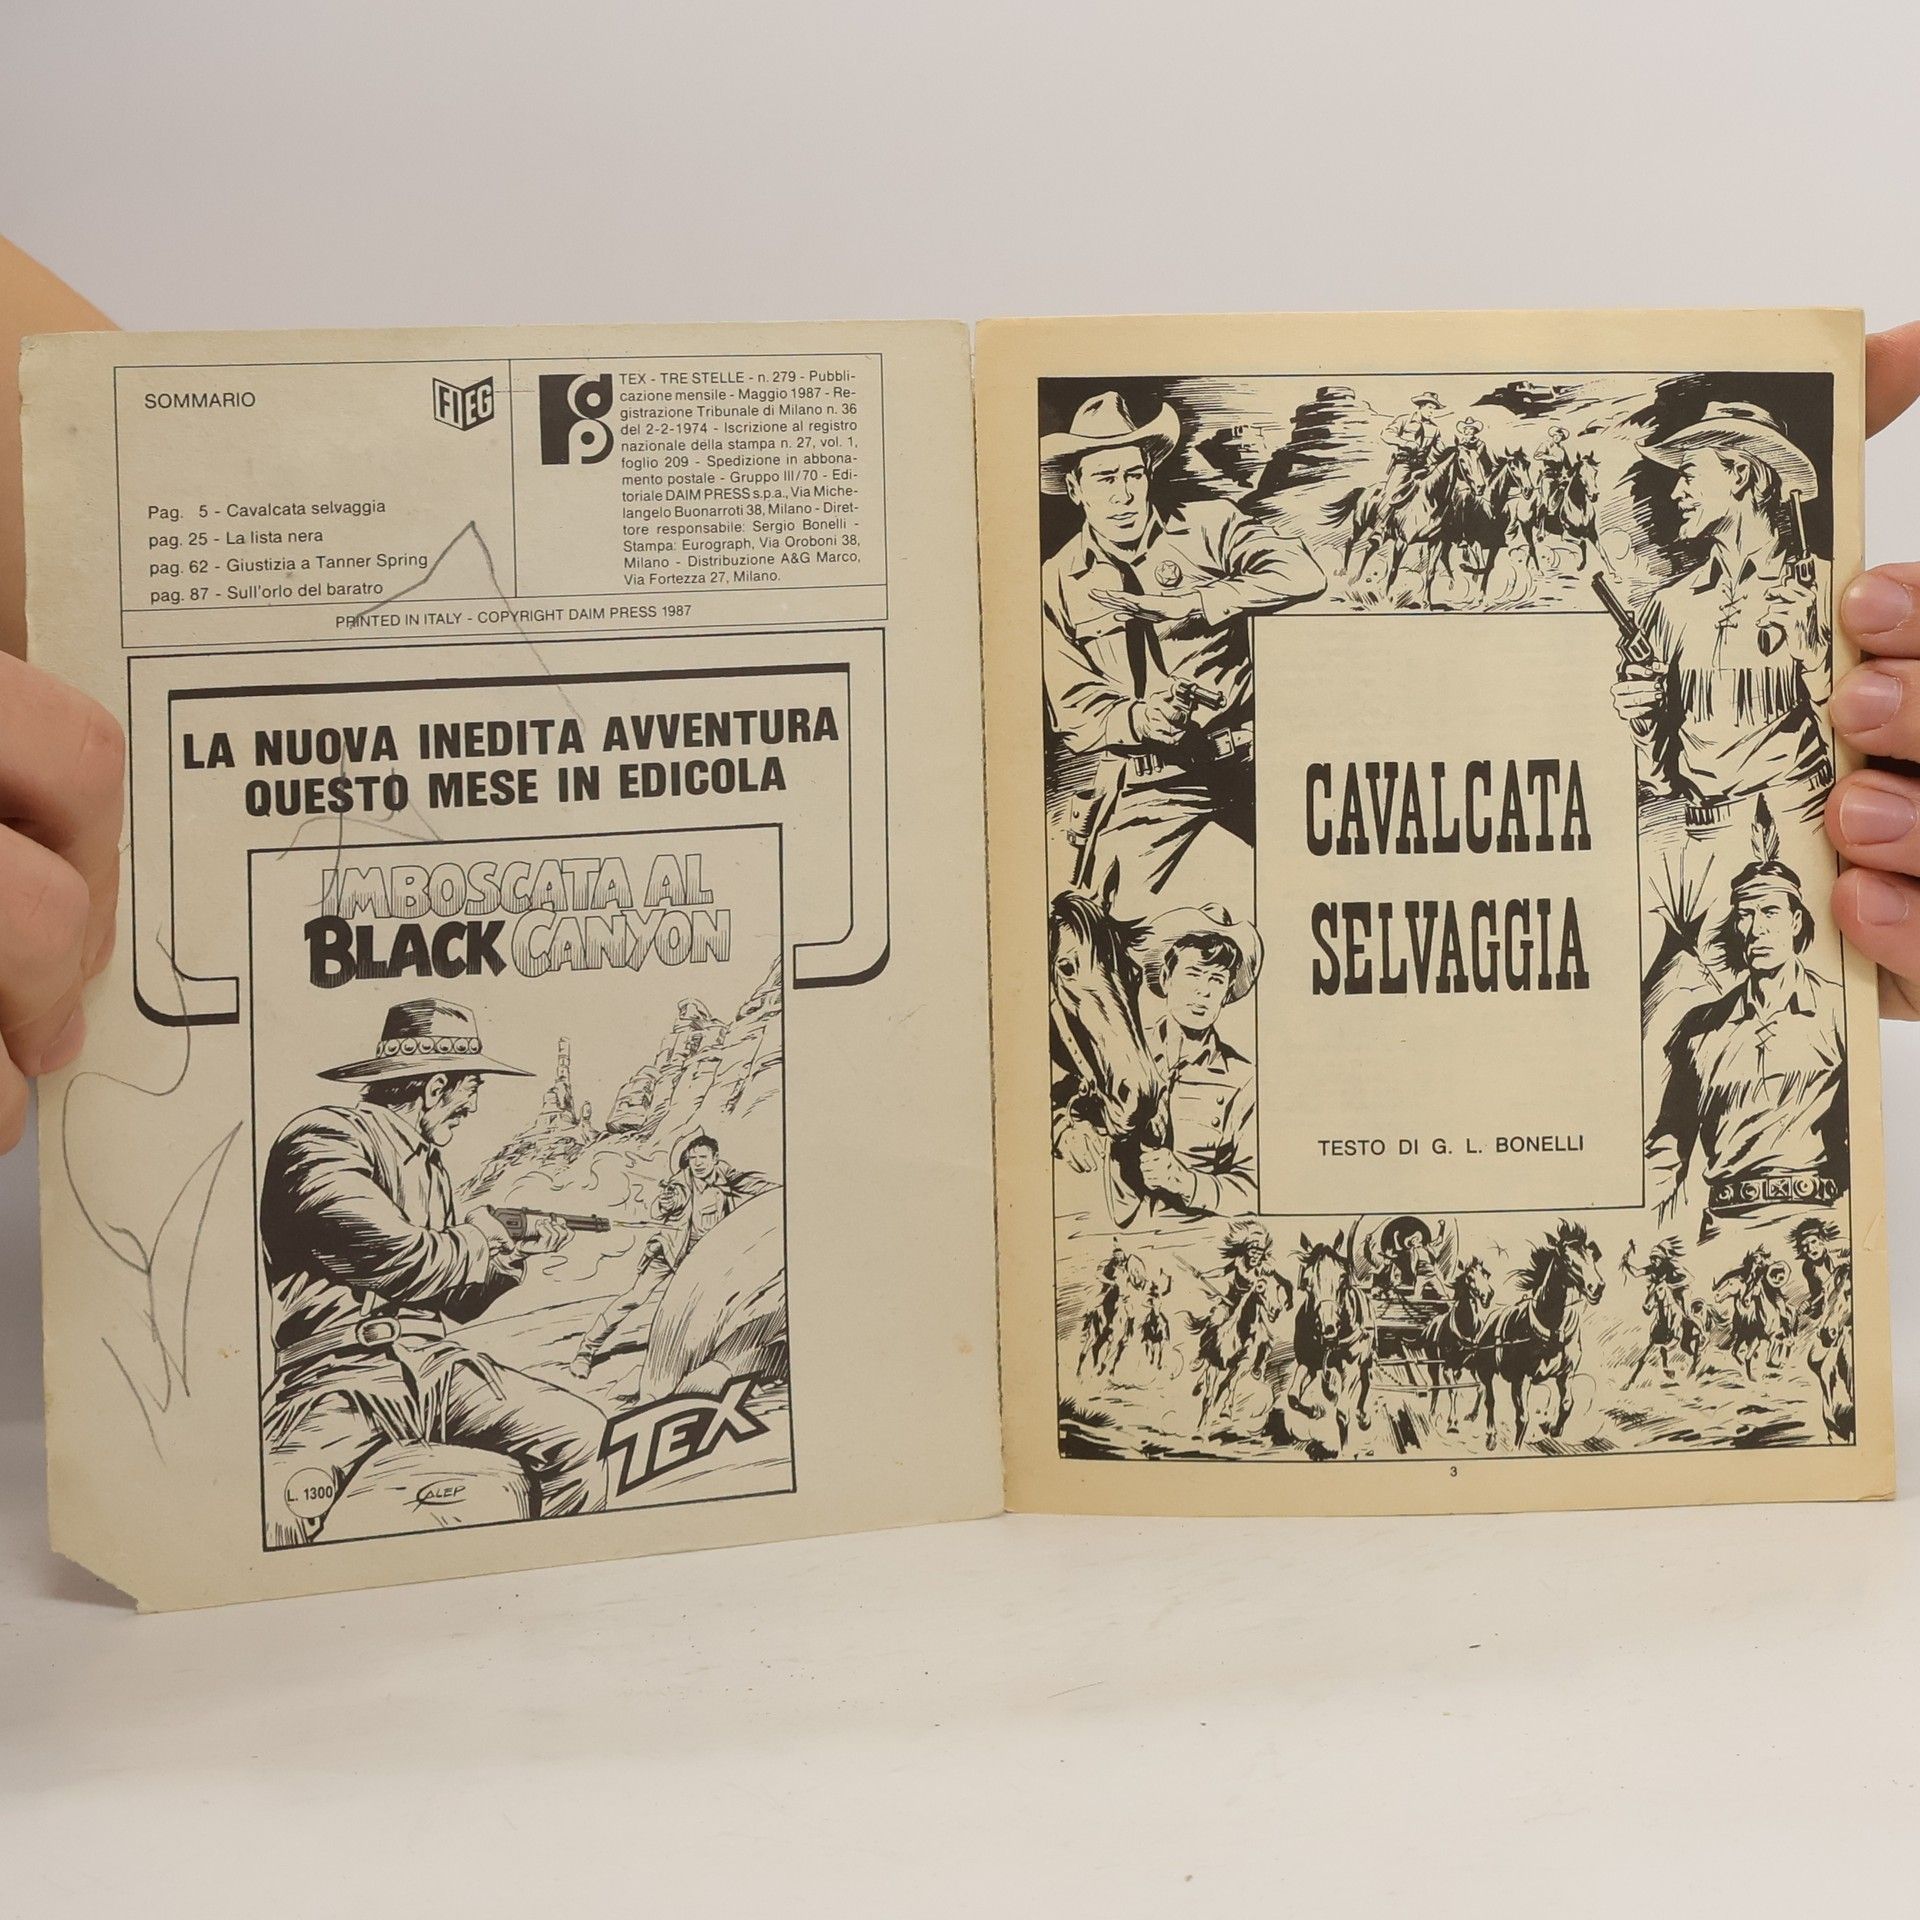 SOMMARIO
FIEG
Pag. 5 - Cavalcata selvaggia
pag. 25 - La lista nera
pag. 62 - Giustizia a Tanner Spring
pag. 87 - Sull'orlo del baratro
dp
TEX - TRE STELLE - n. 279 - Pubbli-
cazione mensile - Maggio 1987 - Re-
gistrazione Tribunale di Milano n. 36
del 2-2-1974 - Iscrizione al registro
nazionale della stampa n. 27, vol. 1,
foglio 209 - Spedizione in abbona-
mento postale - Gruppo III/70 - Edi-
toriale DAIM PRESS s.p.a., Via Miche-
langelo Buonarroti 38, Milano - Diret-
tore responsabile: Sergio Bonelli -
Stampa: Eurograph, Via Oroboni 38,
Milano - Distribuzione A&G Marco,
Via Fortezza 27, Milano.
PRINTED IN ITALY - COPYRIGHT DAIM PRESS 1987
LA NUOVA INEDITA AVVENTURA
QUESTO MESE IN EDICOLA
IMBOSCATA AL
BLACK CANYON
TEX
L. 1300
GALEP
CAVALCATA
SELVAGGIA
TESTO DI G. L. BONELLI
3